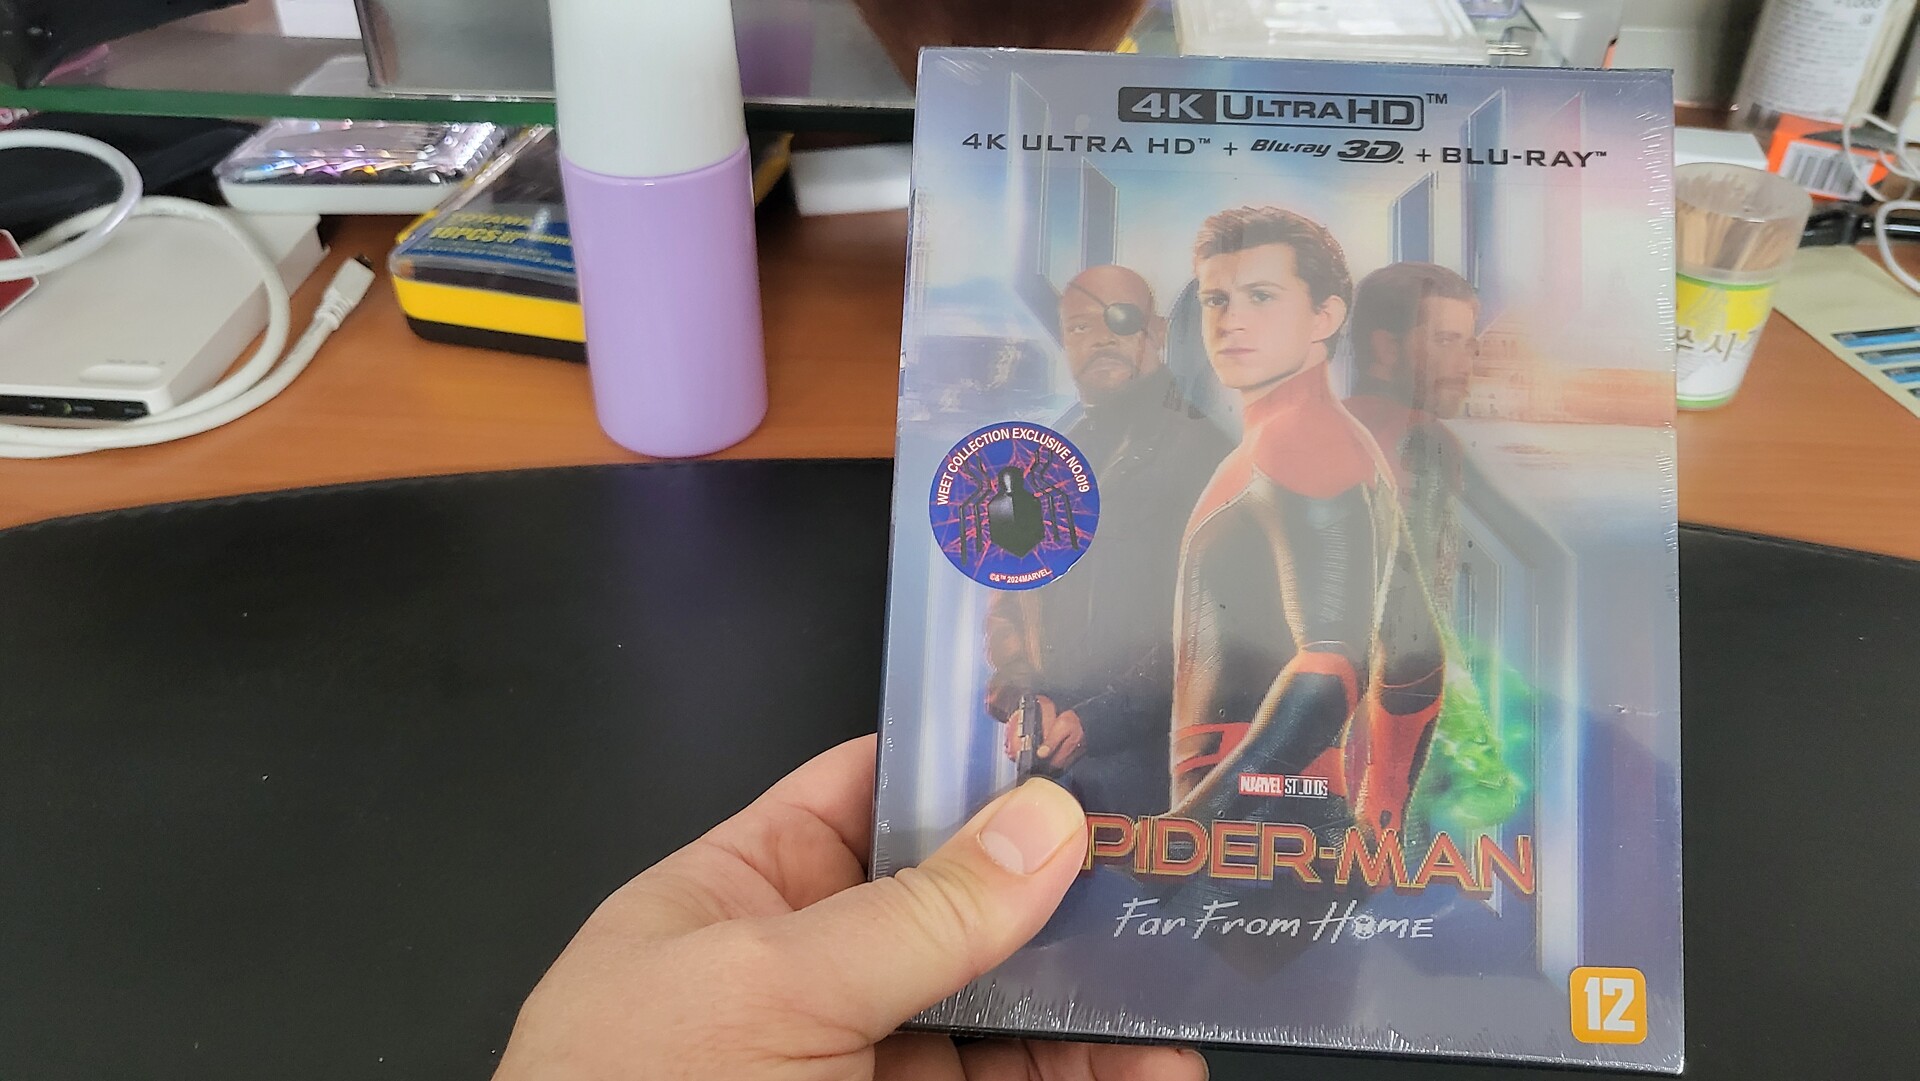 4K ULTRAHD™
4K ULTRA HD™ + Blu-ray 3D + BLU-RAY™
WEET COLLECTION EXCLUSIVE NO.019
©&™ 2024MARVEL.
MARVEL STUDIOS
PIDER-MAN
Far From Home
12
10PCS